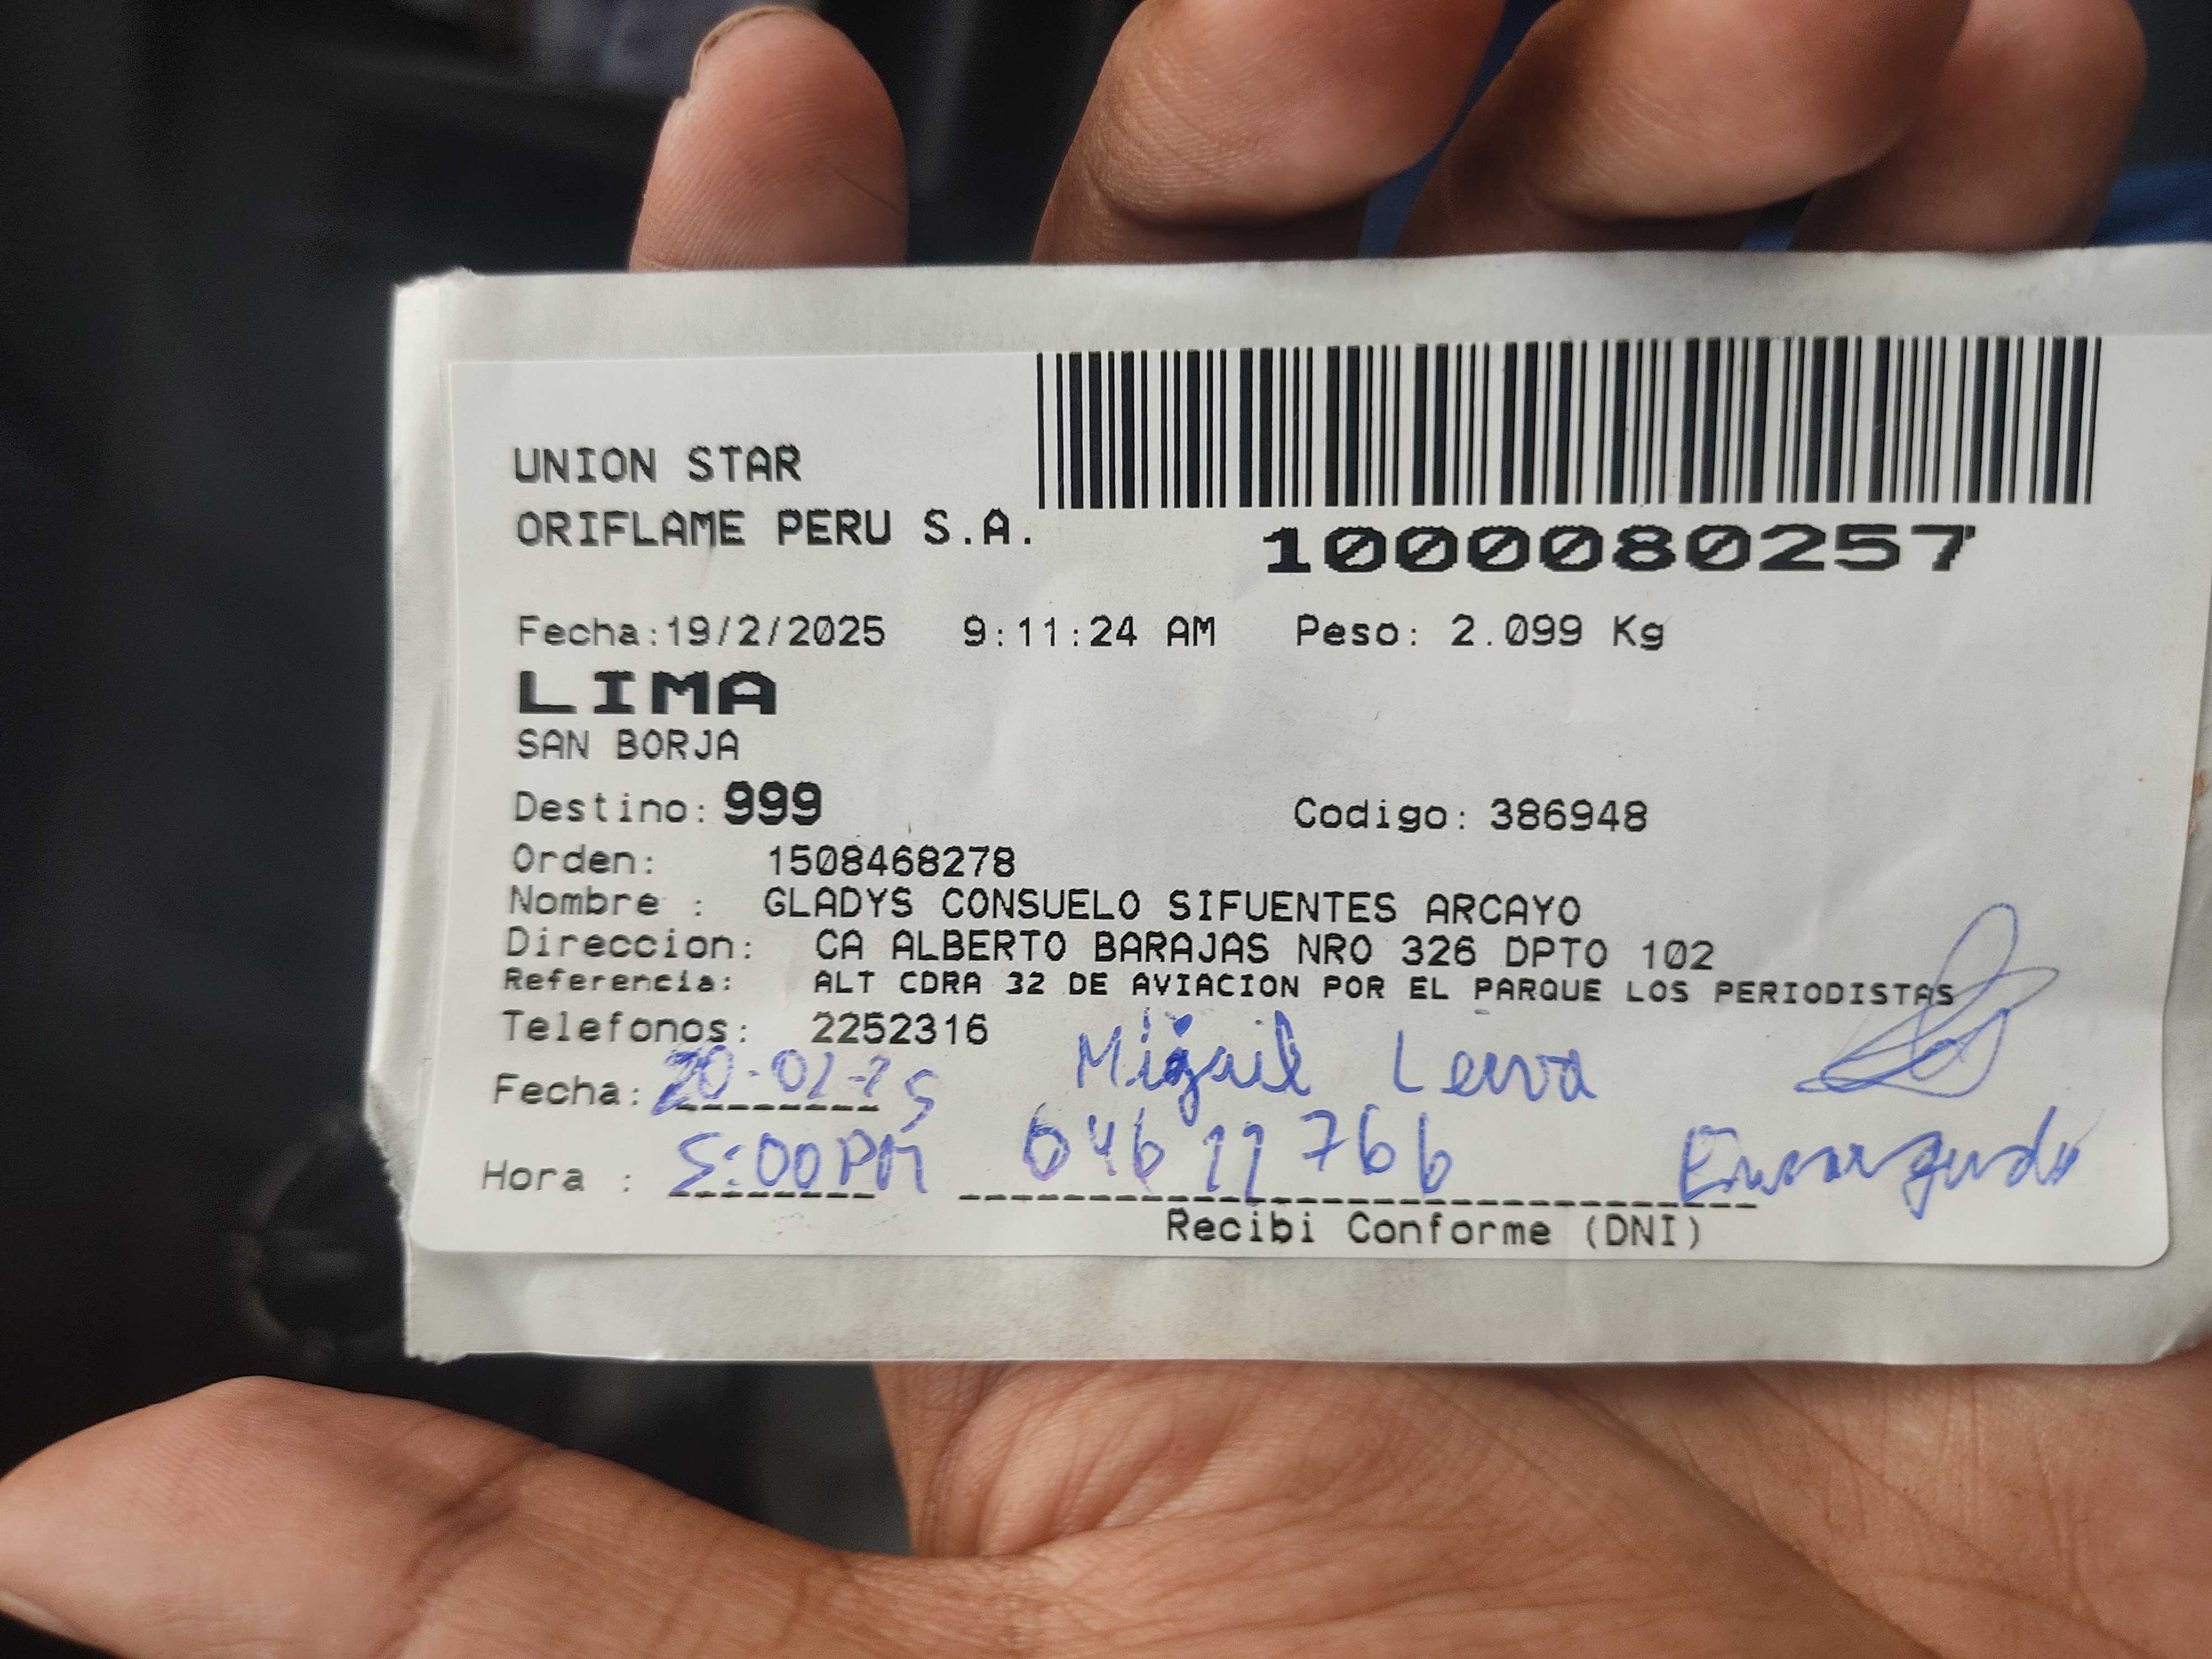 UNION STAR
ORIFLAME PERU S.A.
1000080257
Fecha:19/2/2025 9:11:24 AM Peso: 2.099 Kg
LIMA
SAN BORJA
Destino: 999 Codigo: 386948
Orden: 1508468278
Nombre : GLADYS CONSUELO SIFUENTES ARCAYO
Direccion: CA ALBERTO BARAJAS NRO 326 DPTO 102
Referencia: ALT CDRA 32 DE AVIACION POR EL PARQUE LOS PERIODISTAS
Telefonos: 2252316
Fecha: 20-02-25 Leiva
Hora : 5:00 PM 04611766 Encargado
Recibi Conforme (DNI)